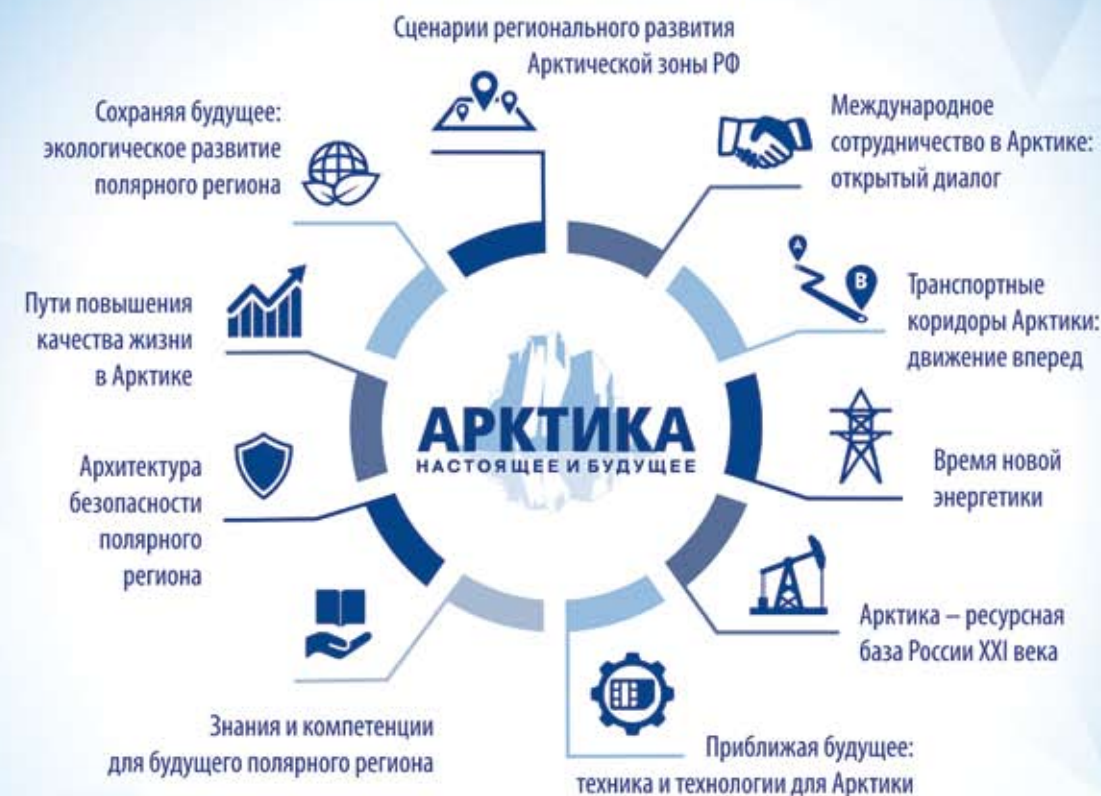 Сценарии регионального развития
Арктической зоны РФ
Международное
сотрудничество в Арктике:
открытый диалог
A
B
Транспортные
коридоры Арктики:
движение вперед
Время новой
энергетики
Арктика – ресурсная
база России XXI века
Приближая будущее:
техника и технологии для Арктики
Знания и компетенции
для будущего полярного региона
Архитектура
безопасности
полярного
региона
Пути повышения
качества жизни
в Арктике
Сохраняя будущее:
экологическое развитие
полярного региона
АРКТИКА
НАСТОЯЩЕЕ И БУДУЩЕЕ